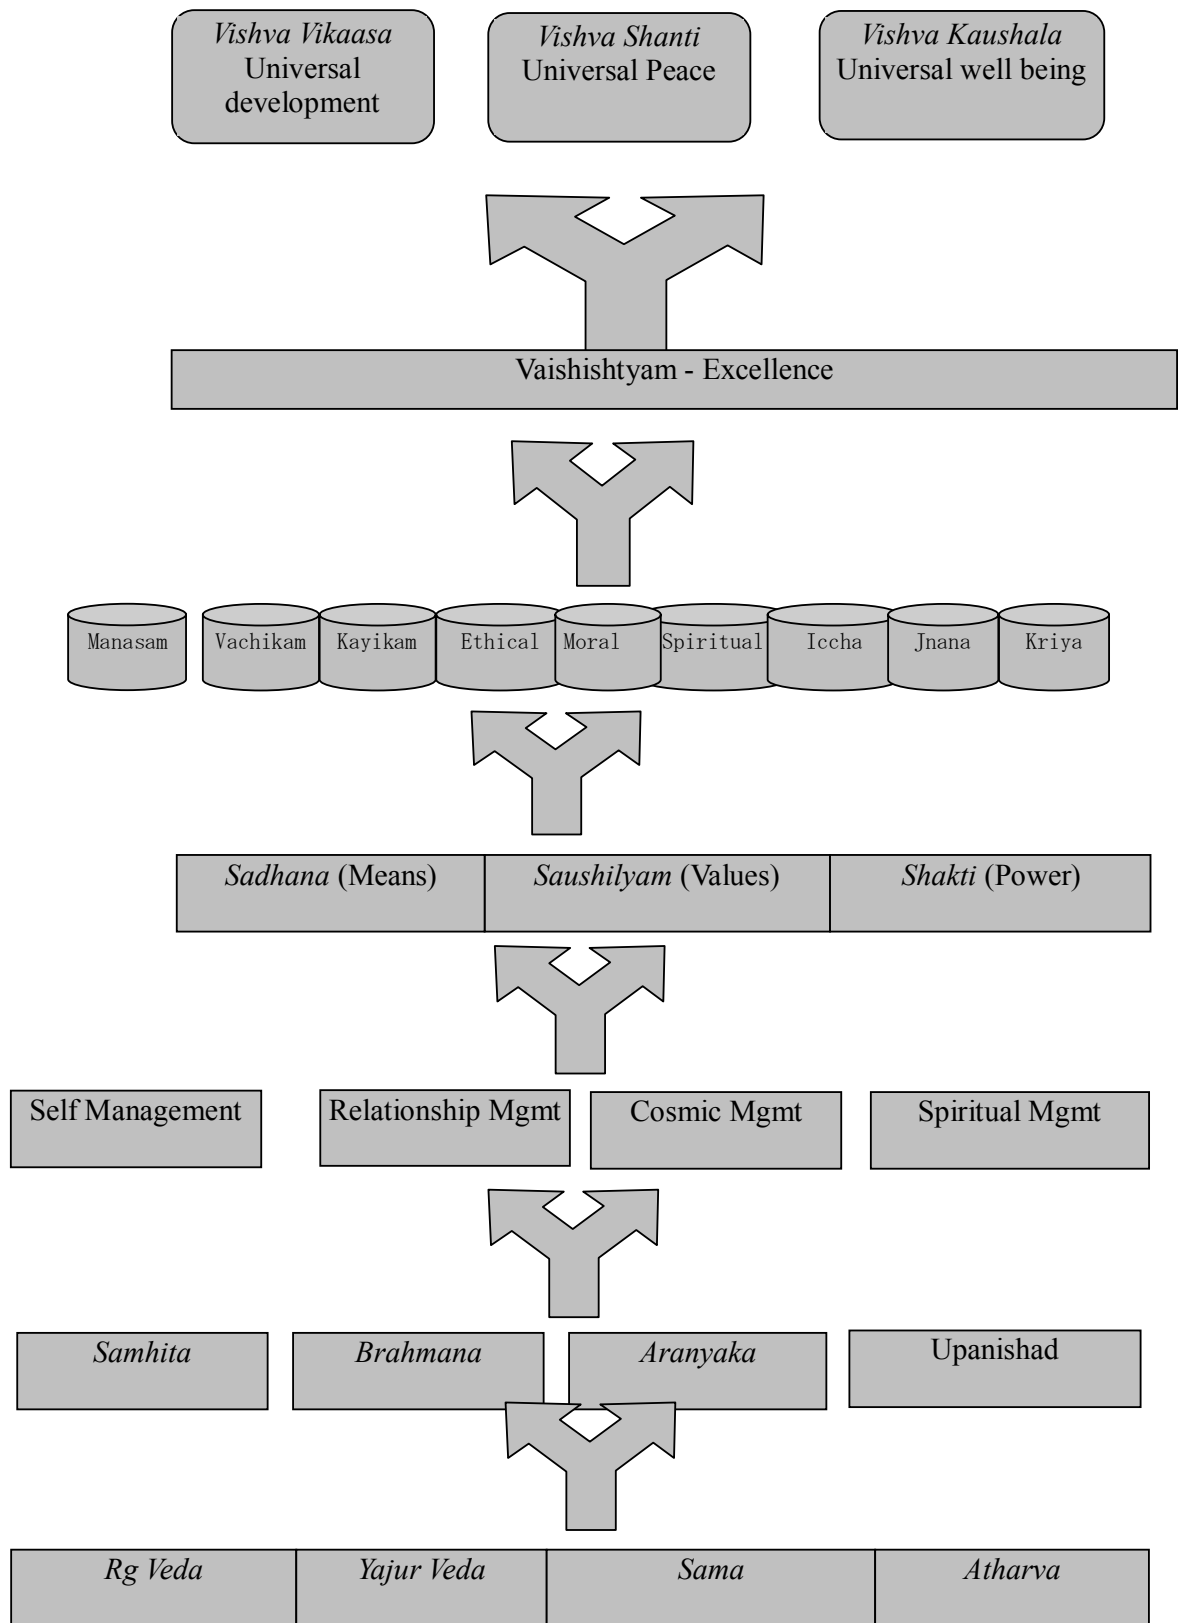 Vishva Vikaasa
Universal
development
Vishva Shanti
Universal Peace
Vishva Kaushala
Universal well being
Vaishishtyam - Excellence
Manasam
Vachikam
Kayikam
Ethical
Moral
Spiritual
Iccha
Jnana
Kriya
Sadhana (Means)
Saushilyam (Values)
Shakti (Power)
Self Management
Relationship Mgmt
Cosmic Mgmt
Spiritual Mgmt
Samhita
Brahmana
Aranyaka
Upanishad
Rg Veda
Yajur Veda
Sama
Atharva